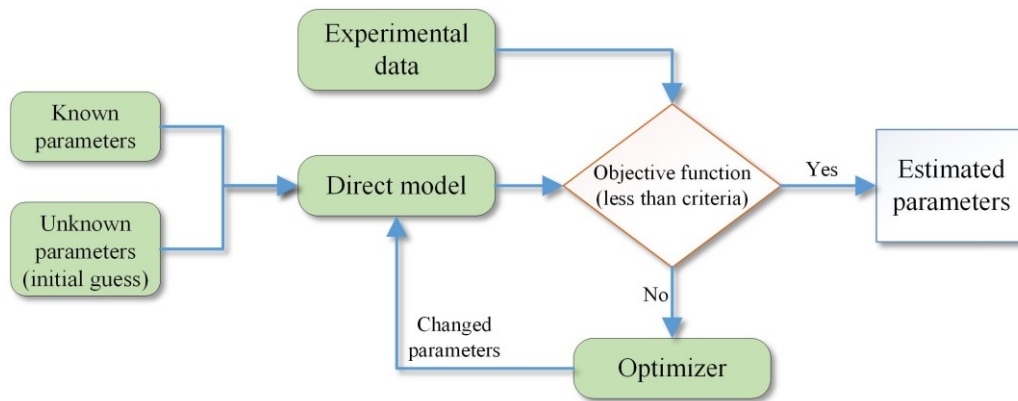 Experimental
data
Known
parameters
Unknown
parameters
(initial guess)
Direct model
Objective function
(less than criteria)
Yes
Estimated
parameters
No
Changed
parameters
Optimizer